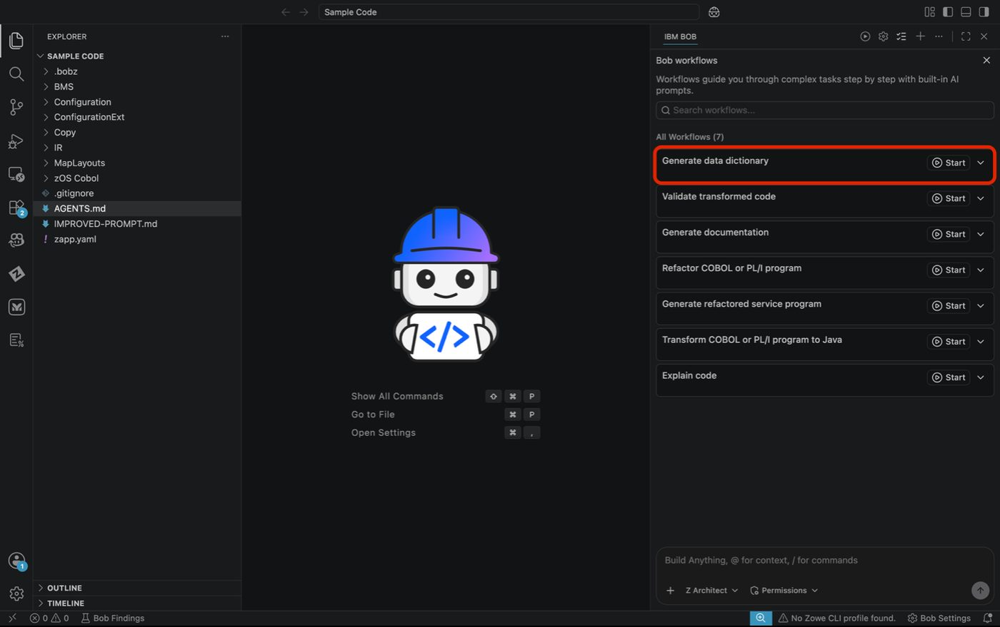 Sample Code
EXPLORER
SAMPLE CODE
.bobz
BMS
Configuration
ConfigurationExt
Copy
IR
MapLayouts
zOS Cobol
.gitignore
AGENTS.md
IMPROVED-PROMPT.md
! zapp.yaml
2
1
OUTLINE
TIMELINE
</>
Show All Commands ⇧ ⌘ P
Go to File ⌘ P
Open Settings ⌘ ,
IBM BOB
Bob workflows
Workflows guide you through complex tasks step by step with built-in AI
prompts.
Search workflows...
All Workflows (7)
Generate data dictionary Start
Validate transformed code Start
Generate documentation Start
Refactor COBOL or PL/I program Start
Generate refactored service program Start
Transform COBOL or PL/I program to Java Start
Explain code Start
Build Anything, @ for context, / for commands
Z Architect Permissions
0 0 Bob Findings
No Zowe CLI profile found. Bob Settings